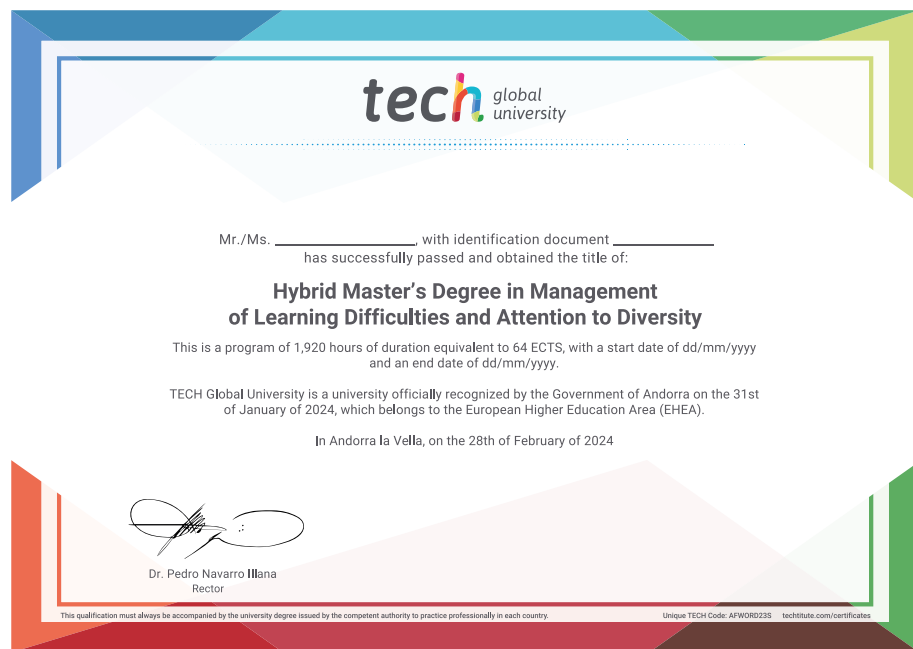 tech global university
Mr./Ms. ____________________, with identification document ______________
has successfully passed and obtained the title of:
Hybrid Master's Degree in Management
of Learning Difficulties and Attention to Diversity
This is a program of 1,920 hours of duration equivalent to 64 ECTS, with a start date of dd/mm/yyyy
and an end date of dd/mm/yyyy.
TECH Global University is a university officially recognized by the Government of Andorra on the 31st
of January of 2024, which belongs to the European Higher Education Area (EHEA).
In Andorra la Vella, on the 28th of February of 2024
Dr. Pedro Navarro Illana
Rector
This qualification must always be accompanied by the university degree issued by the competent authority to practice professionally in each country.
Unique TECH Code: AFWORD23S techtitute.com/certificates